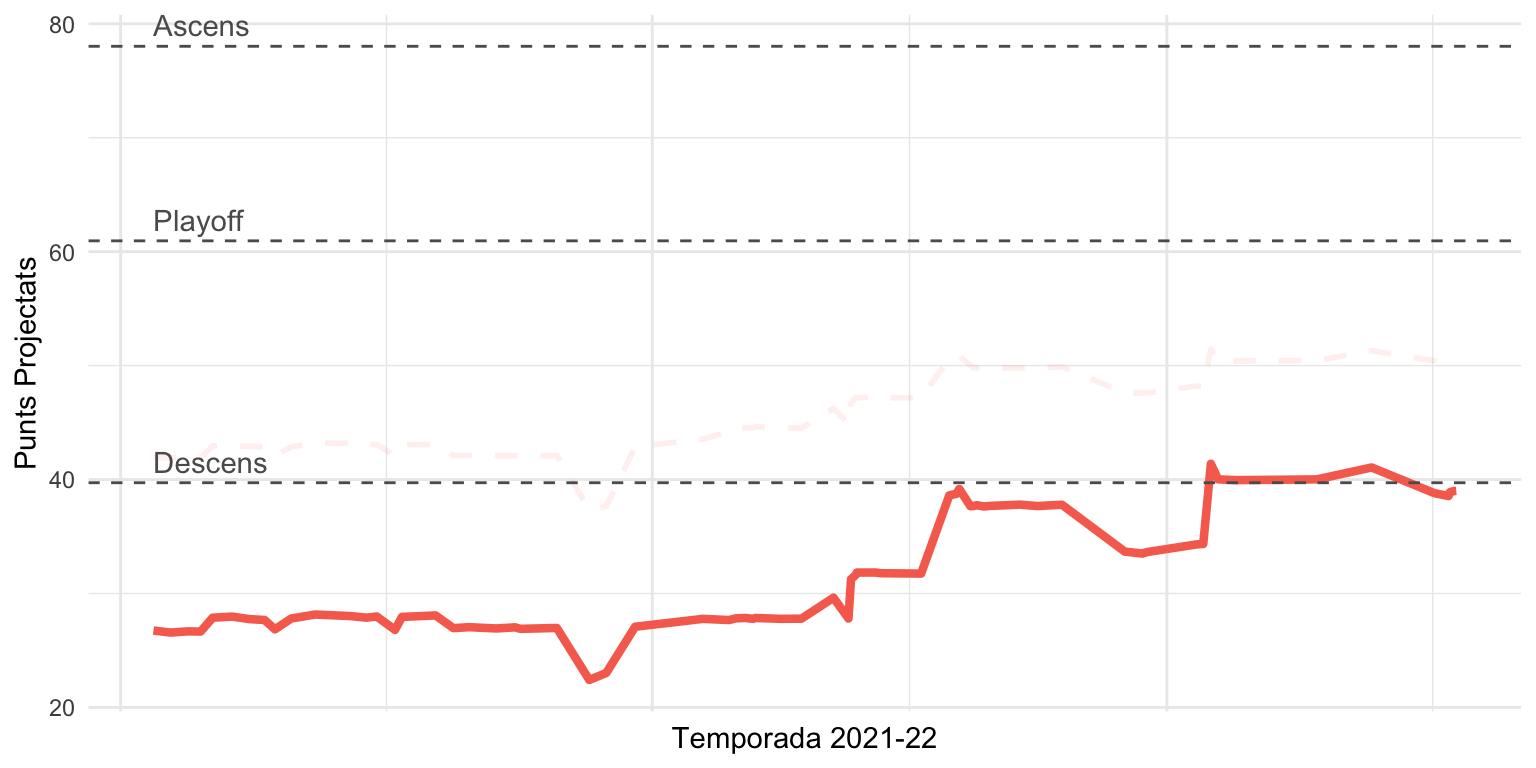 80
Ascens
Playoff
60
Punts Projectats
Descens
40
20
Temporada 2021-22